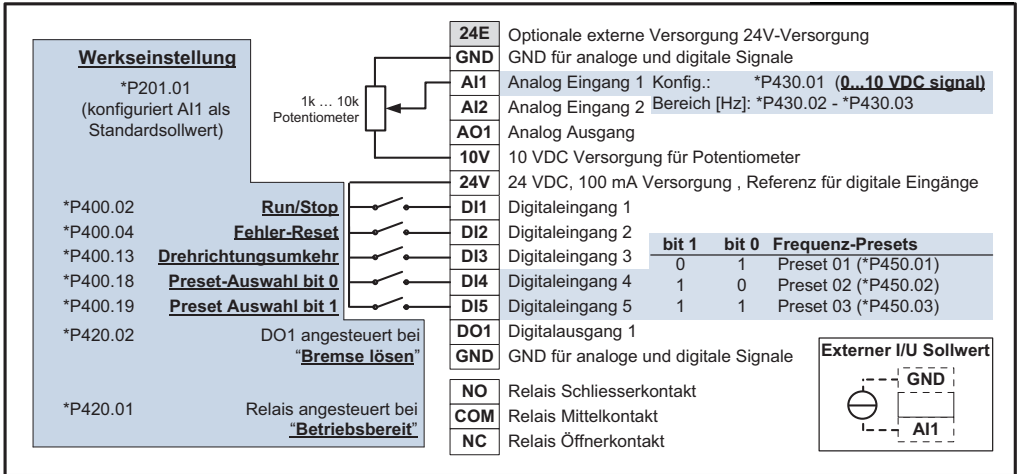 24E Optionale externe Versorgung 24V-Versorgung
Werkseinstellung
GND GND für analoge und digitale Signale
*P201.01
(konfiguriert AI1 als
Standardsollwert)
1k … 10k
Potentiometer
AI1 Analog Eingang 1 Konfig.: *P430.01 (0...10 VDC signal)
AI2 Analog Eingang 2 Bereich [Hz]: *P430.02 - *P430.03
AO1 Analog Ausgang
10V 10 VDC Versorgung für Potentiometer
24V 24 VDC, 100 mA Versorgung , Referenz für digitale Eingänge
*P400.02 Run/Stop DI1 Digitaleingang 1
*P400.04 Fehler-Reset DI2 Digitaleingang 2
*P400.13 Drehrichtungsumkehr DI3 Digitaleingang 3
*P400.18 Preset-Auswahl bit 0 DI4 Digitaleingang 4
*P400.19 Preset Auswahl bit 1 DI5 Digitaleingang 5
bit 1 bit 0 Frequenz-Presets
0 1 Preset 01 (*P450.01)
1 0 Preset 02 (*P450.02)
1 1 Preset 03 (*P450.03)
*P420.02 DO1 angesteuert bei
“Bremse lösen”
DO1 Digitalausgang 1
GND GND für analoge und digitale Signale
*P420.01 Relais angesteuert bei
“Betriebsbereit”
NO Relais Schliesserkontakt
COM Relais Mittelkontakt
NC Relais Öffnerkontakt
Externer I/U Sollwert
GND
AI1